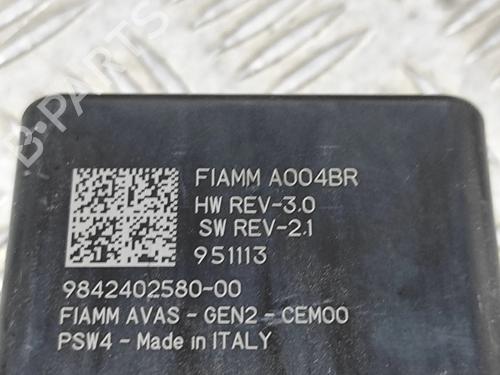 FIAMM A004BR
HW REV-3.0
SW REV-2.1
951113
9842402580-00
FIAMM AVAS - GEN2 - CEM00
PSW4 - Made in ITALY
B-PARTS